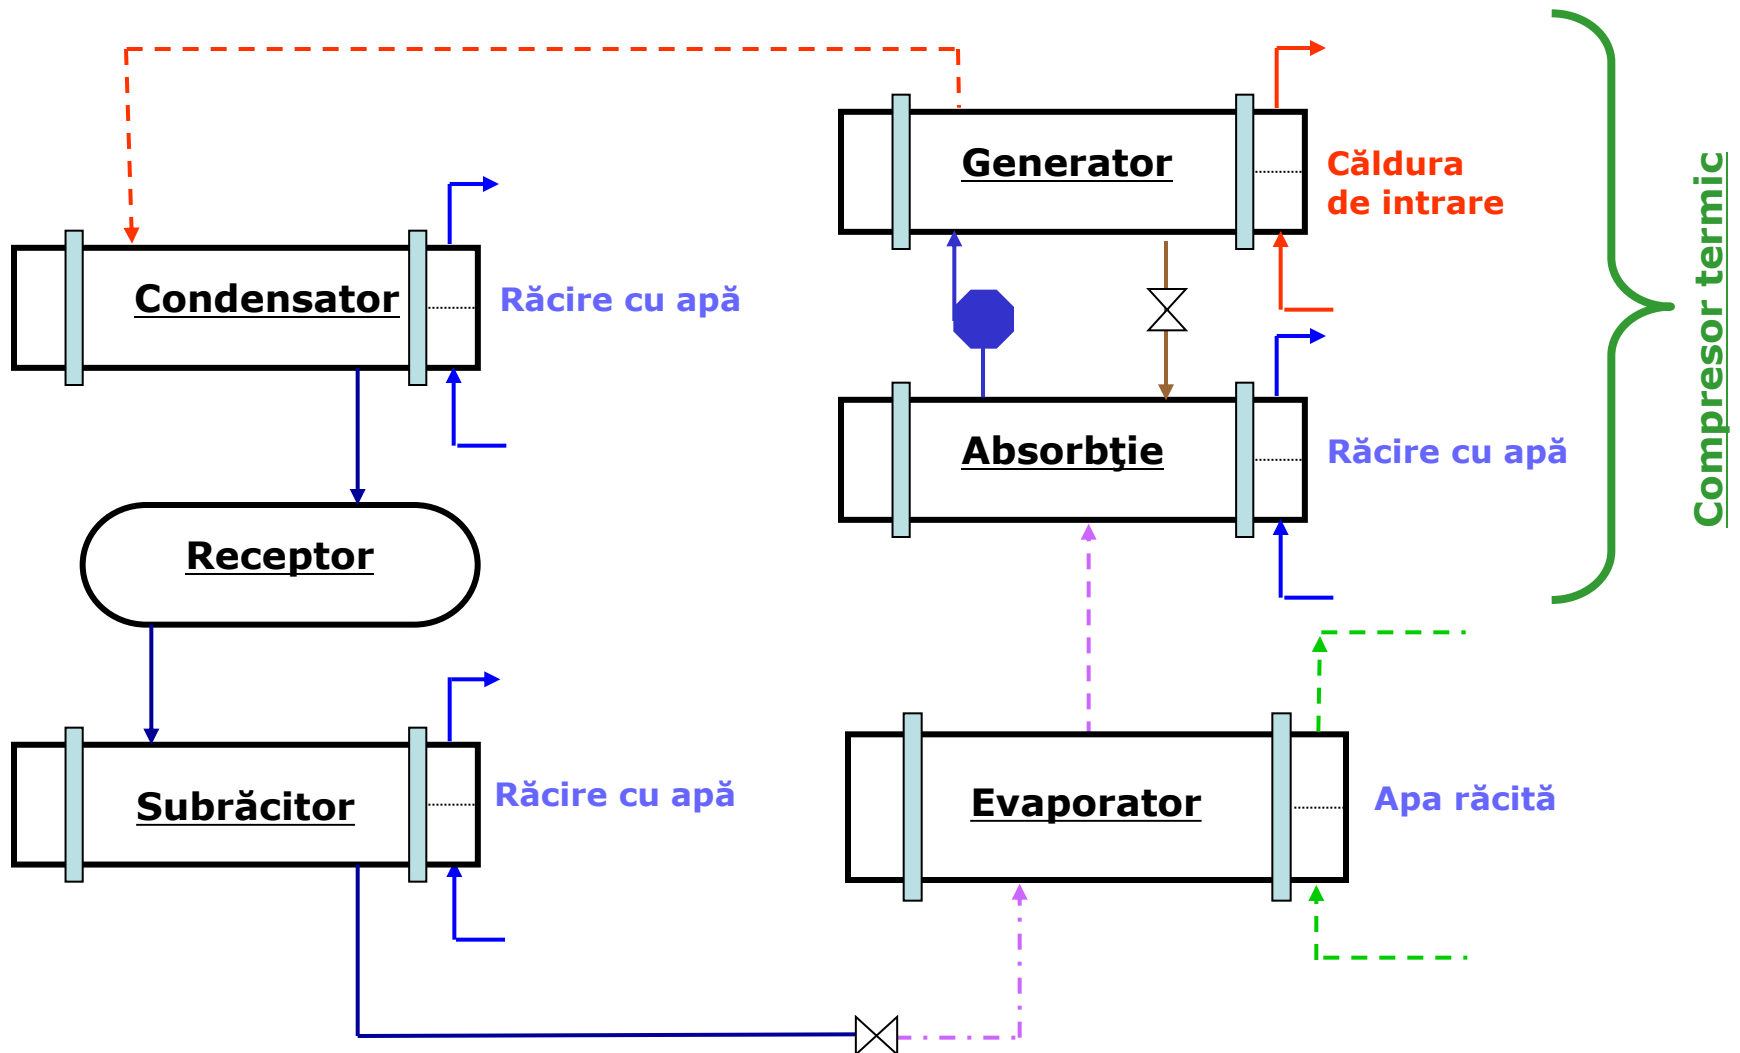 Generator
Căldura
de intrare
Compresor termic
Condensator
Răcire cu apă
Absorbţie
Răcire cu apă
Receptor
Subrăcitor
Răcire cu apă
Evaporator
Apa răcită